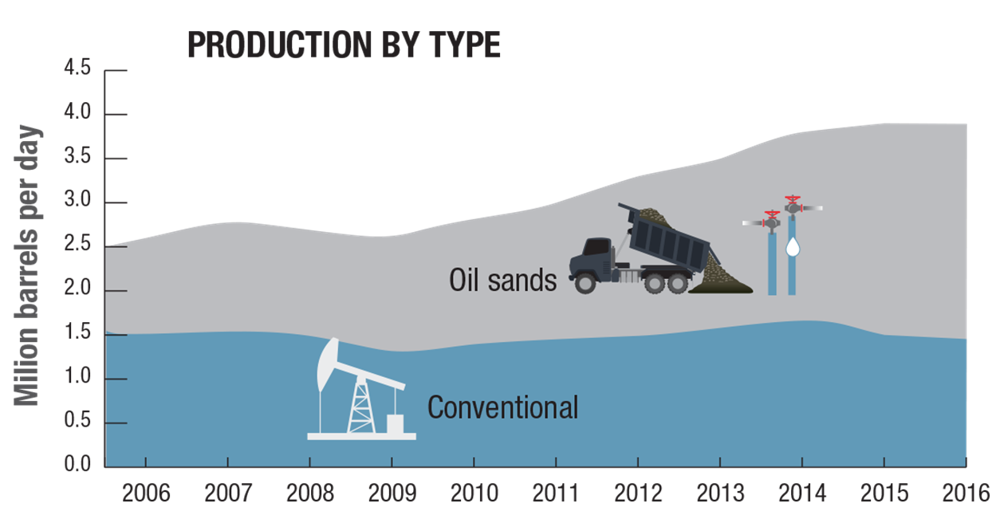 PRODUCTION BY TYPE
Milion barrels per day
4.5
4.0
3.5
3.0
2.5
2.0
1.5
1.0
0.5
0.0
Oil sands
Conventional
2006 2007 2008 2009 2010 2011 2012 2013 2014 2015 2016